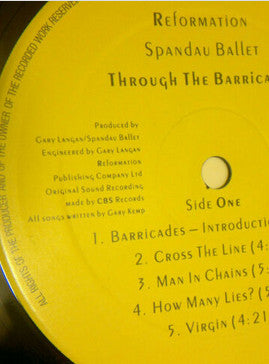 Reformation
Spandau Ballet
Through The Barrica
Produced by
Gary Langan/Spandau Ballet
Engineered by Gary Langan
Reformation
Publishing Company Ltd
Original Sound Recording
made by CBS Records
All songs written by Gary Kemp
Side One
1. Barricades – Introductio
2. Cross The Line (4:
3. Man In Chains (5:
4. How Many Lies? (5
5. Virgin (4:21
ALL RIGHTS OF THE PRODUCER AND OF THE OWNER OF THE RECORDED WORK RESERVE